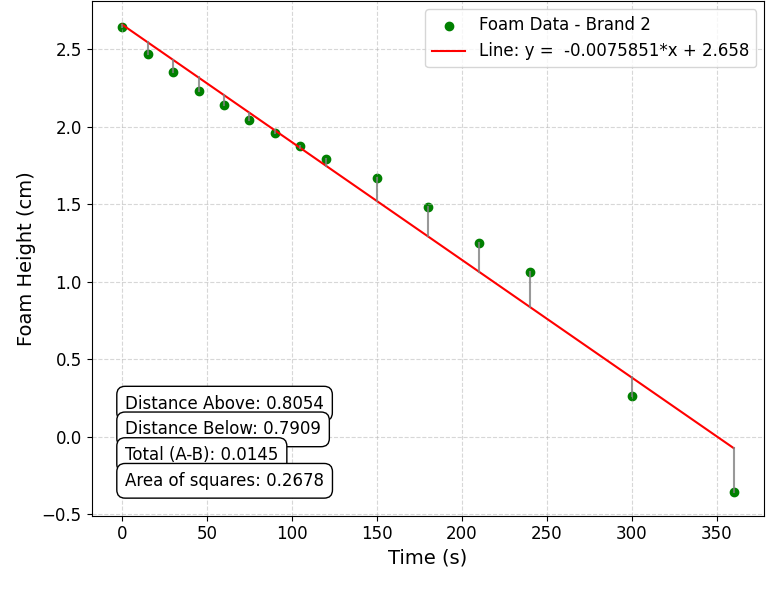 Foam Data - Brand 2
Line: y =  -0.0075851*x + 2.658
2.5
2.0
1.5
1.0
0.5
0.0
−0.5
Foam Height (cm)
Distance Above: 0.8054
Distance Below: 0.7909
Total (A-B): 0.0145
Area of squares: 0.2678
0 50 100 150 200 250 300 350
Time (s)